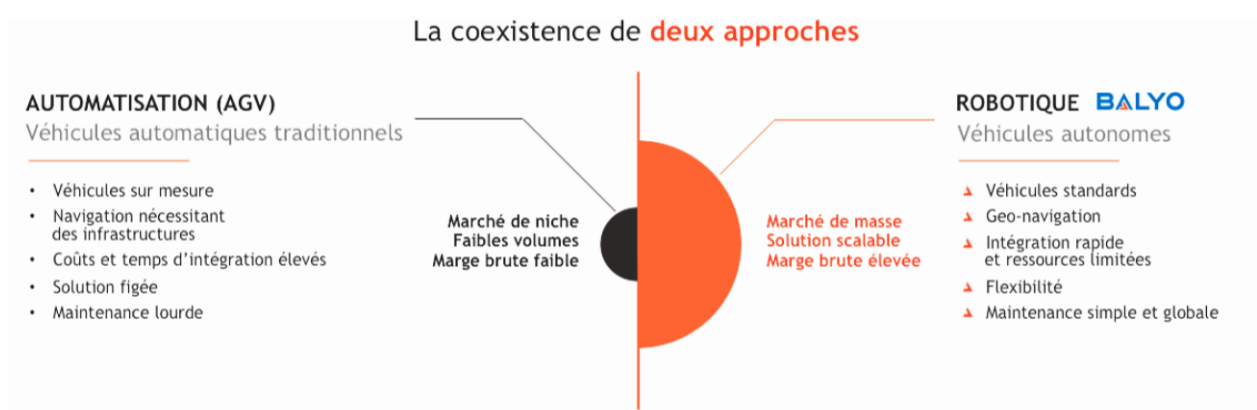 La coexistence de deux approches
AUTOMATISATION (AGV)
Véhicules automatiques traditionnels
• Véhicules sur mesure
• Navigation nécessitant
des infrastructures
• Coûts et temps d’intégration élevés
• Solution figée
• Maintenance lourde
Marché de niche
Faibles volumes
Marge brute faible
Marché de masse
Solution scalable
Marge brute élevée
ROBOTIQUE BALYO
Véhicules autonomes
Véhicules standards
Geo-navigation
Intégration rapide
et ressources limitées
Flexibilité
Maintenance simple et globale